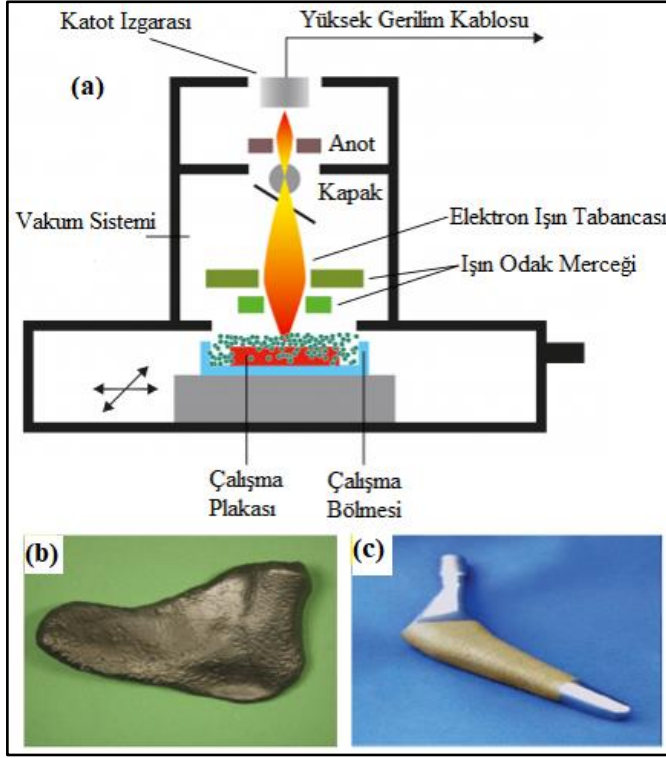 Katot Izgarası
Yüksek Gerilim Kablosu
(a)
Anot
Kapak
Vakum Sistemi
Elektron Işın Tabancası
Işın Odak Merceği
Çalışma
Plakası
Çalışma
Bölmesi
(b)
(c)